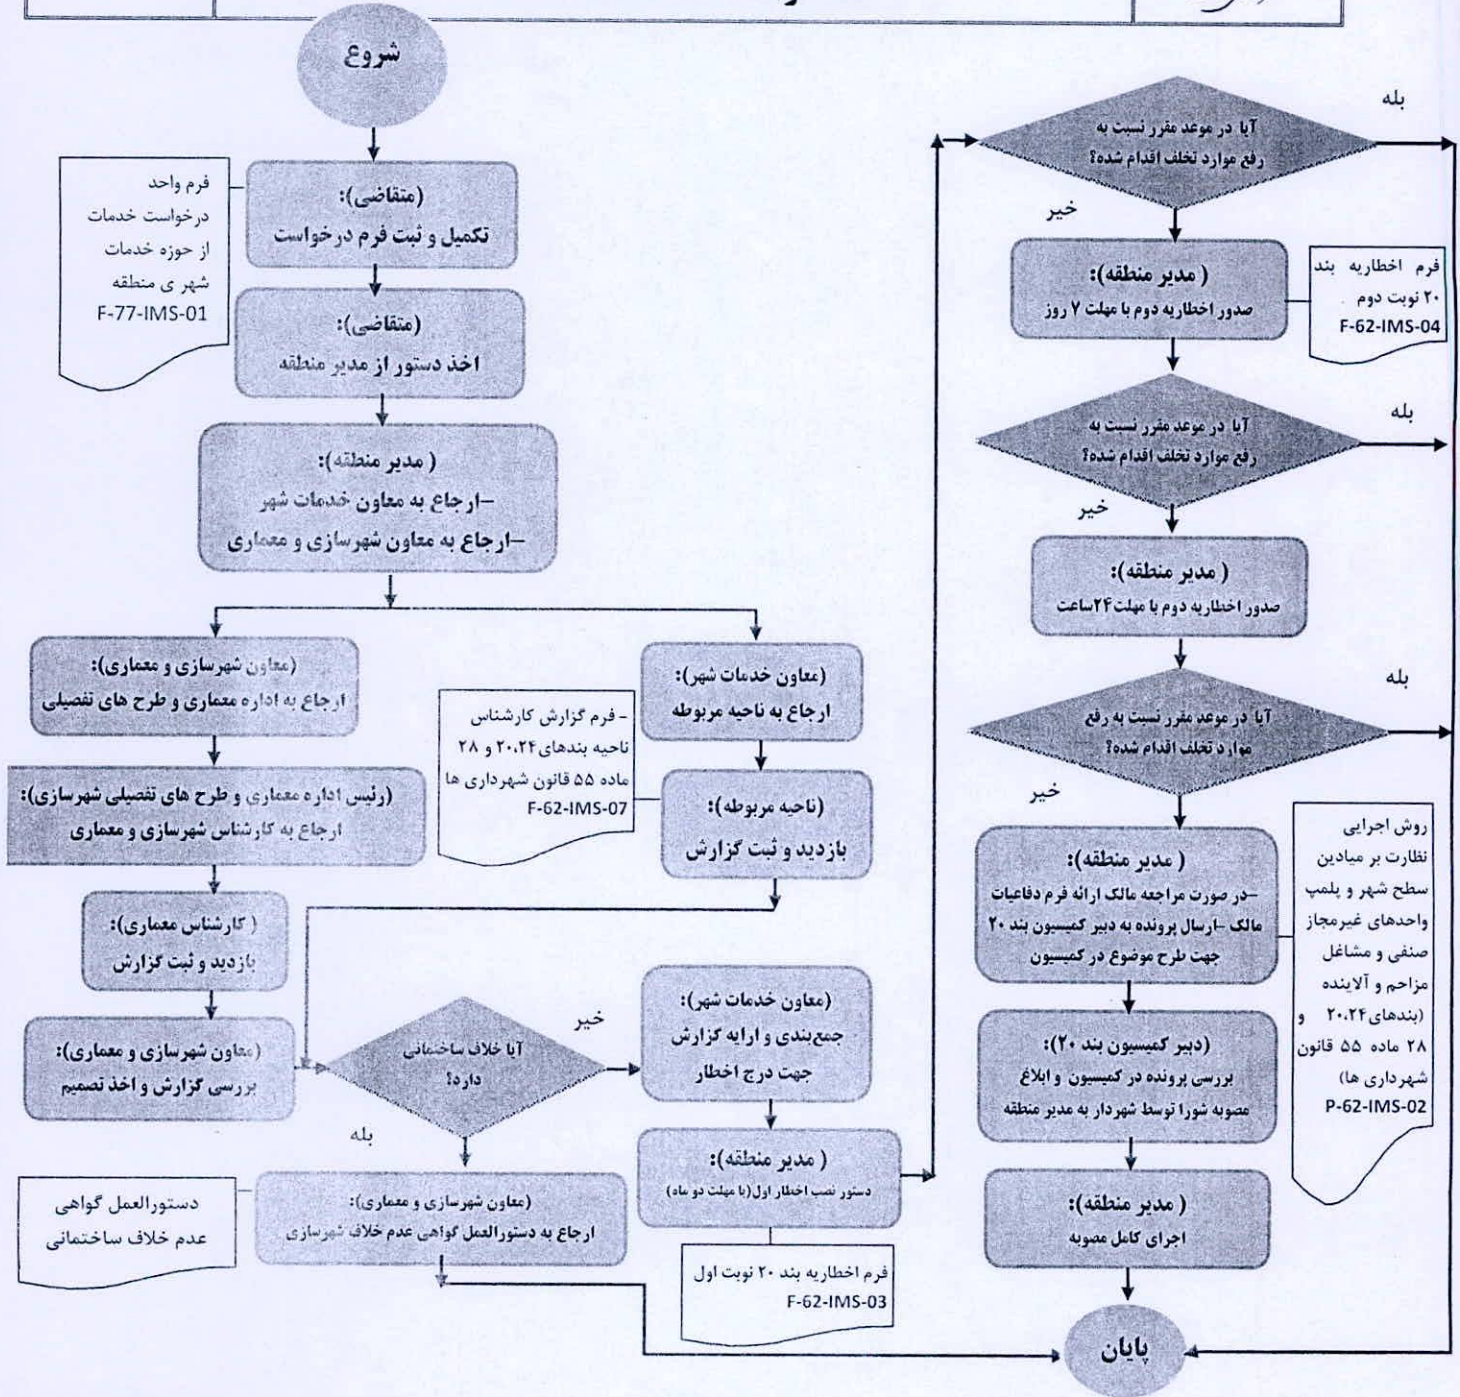 شروع
(متقاضی):
تکمیل و ثبت فرم درخواست
فرم واحد
درخواست خدمات
از حوزه خدمات
شهر ی منطقه
F-77-IMS-01
(متقاضی):
اخذ دستور از مدیر منطقه
( مدیر منطقه):
–ارجاع به معاون خدمات شهر
–ارجاع به معاون شهرسازی و معماری
(معاون شهرسازی و معماری):
ارجاع به اداره معماری و طرح های تفصیلی
(رئیس اداره معماری و طرح های تفصیلی شهرسازی):
ارجاع به کارشناس شهرسازی و معماری
( کارشناس معماری):
بازدید و ثبت گزارش
(معاون شهرسازی و معماری):
بررسی گزارش و اخذ تصمیم
(معاون خدمات شهر):
ارجاع به ناحیه مربوطه
- فرم گزارش کارشناس
ناحیه بندهای ۲۰،۲۴ و ۲۸
ماده ۵۵ قانون شهرداری ها
F-62-IMS-07
(ناحیه مربوطه):
بازدید و ثبت گزارش
آیا خلاف ساختمانی
دارد؟
خیر
بله
(معاون خدمات شهر):
جمع‌بندی و ارایه گزارش
جهت درج اخطار
(معاون شهرسازی و معماری):
ارجاع به دستورالعمل گواهی عدم خلاف شهرسازی
دستورالعمل گواهی
عدم خلاف ساختمانی
( مدیر منطقه):
دستور نصب اخطار اول(با مهلت دو ماه)
فرم اخطاریه بند ۲۰ نوبت اول
F-62-IMS-03
آیا در موعد مقرر نسبت به
رفع موارد تخلف اقدام شده؟
بله
خیر
( مدیر منطقه):
صدور اخطاریه دوم با مهلت ۷ روز
فرم اخطاریه بند
۲۰ نوبت دوم
F-62-IMS-04
آیا در موعد مقرر نسبت به
رفع موارد تخلف اقدام شده؟
بله
خیر
( مدیر منطقه):
صدور اخطاریه دوم با مهلت ۲۴ساعت
آیا در موعد مقرر نسبت به رفع
موارد تخلف اقدام شده؟
بله
خیر
( مدیر منطقه):
–در صورت مراجعه مالک ارائه فرم دفاعیات
مالک –ارسال پرونده به دبیر کمیسیون بند ۲۰
جهت طرح موضوع در کمیسیون
روش اجرایی
نظارت بر میادین
سطح شهر و پلمپ
واحدهای غیرمجاز
صنفی و مشاغل
مزاحم و آلاینده
(بندهای ۲۰،۲۴ و
۲۸ ماده ۵۵ قانون
شهرداری ها)
P-62-IMS-02
(دبیر کمیسیون بند ۲۰):
بررسی پرونده در کمیسیون و ابلاغ
مصوبه شورا توسط شهردار به مدیر منطقه
( مدیر منطقه):
اجرای کامل مصوبه
پایان